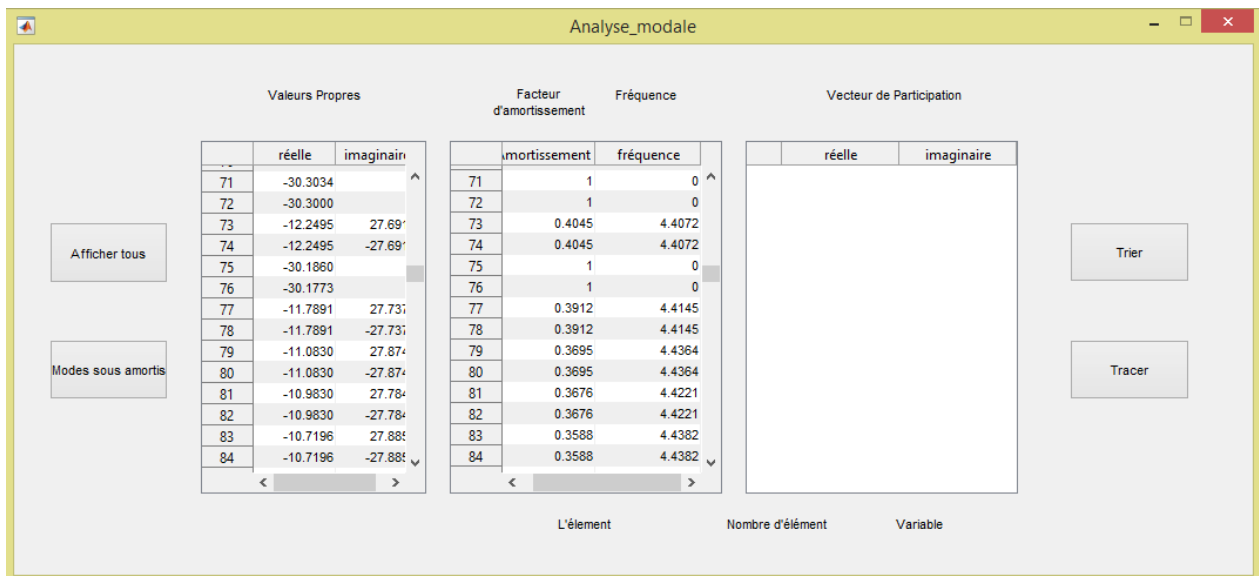 Analyse_modale
Valeurs Propres
Facteur
d'amortissement
Fréquence
Vecteur de Participation
réelle imaginaire
71 -30.3034
72 -30.3000
73 -12.2495 27.691
74 -12.2495 -27.691
75 -30.1860
76 -30.1773
77 -11.7891 27.737
78 -11.7891 -27.737
79 -11.0830 27.874
80 -11.0830 -27.874
81 -10.9830 27.784
82 -10.9830 -27.784
83 -10.7196 27.885
84 -10.7196 -27.885
amortissement fréquence
71 1 0
72 1 0
73 0.4045 4.4072
74 0.4045 4.4072
75 1 0
76 1 0
77 0.3912 4.4145
78 0.3912 4.4145
79 0.3695 4.4364
80 0.3695 4.4364
81 0.3676 4.4221
82 0.3676 4.4221
83 0.3588 4.4382
84 0.3588 4.4382
réelle imaginaire
Afficher tous
Modes sous amortis
Trier
Tracer
L'élement
Nombre d'élément
Variable